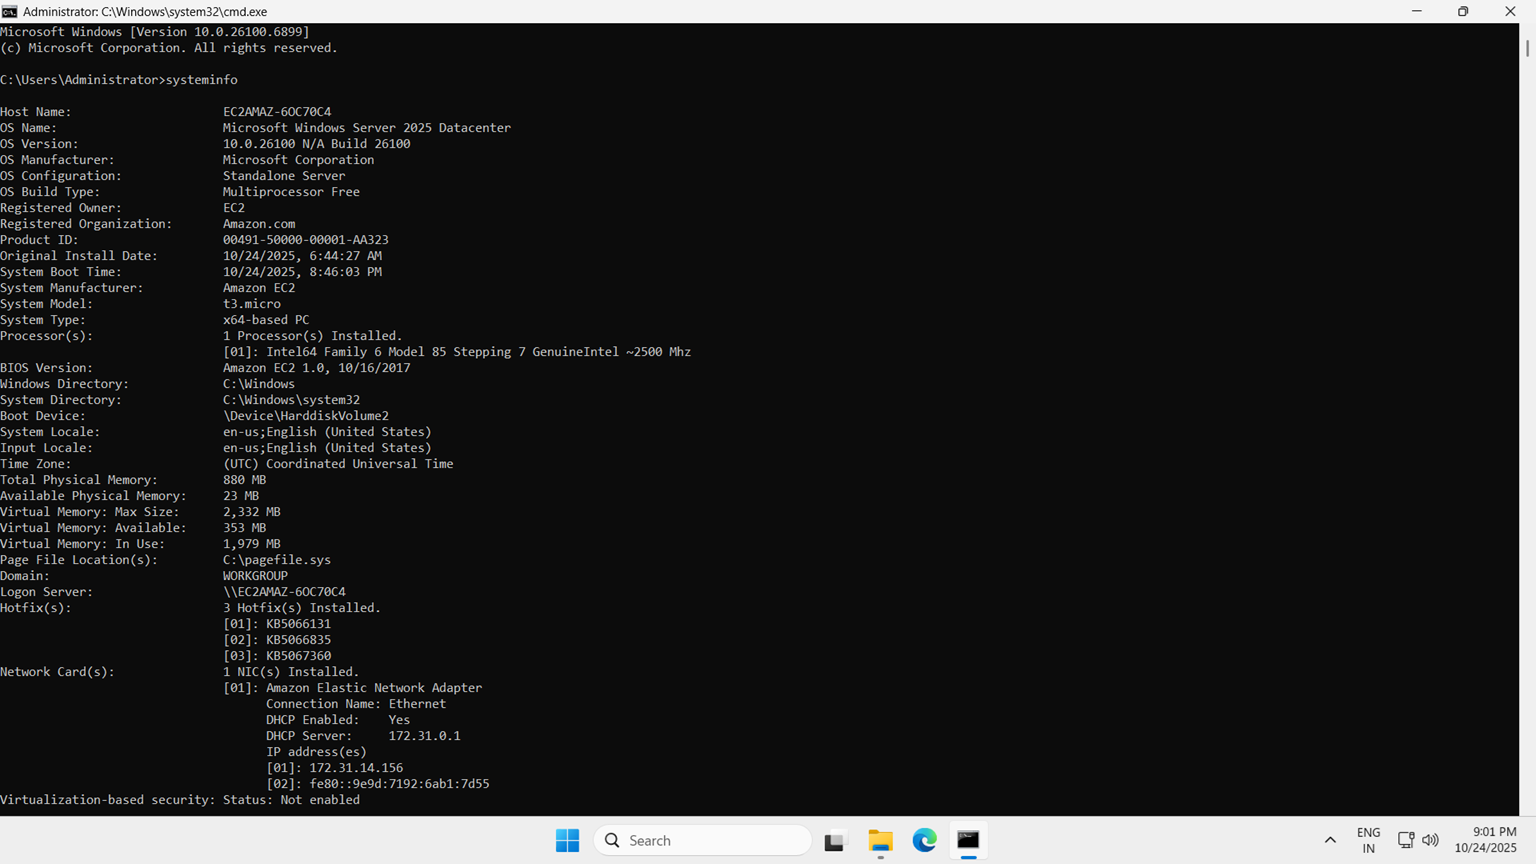 Administrator: C:\Windows\system32\cmd.exe
Microsoft Windows [Version 10.0.26100.6899]
(c) Microsoft Corporation. All rights reserved.
C:\Users\Administrator>systeminfo
Host Name: EC2AMAZ-6OC70C4
OS Name: Microsoft Windows Server 2025 Datacenter
OS Version: 10.0.26100 N/A Build 26100
OS Manufacturer: Microsoft Corporation
OS Configuration: Standalone Server
OS Build Type: Multiprocessor Free
Registered Owner: EC2
Registered Organization: Amazon.com
Product ID: 00491-50000-00001-AA323
Original Install Date: 10/24/2025, 6:44:27 AM
System Boot Time: 10/24/2025, 8:46:03 PM
System Manufacturer: Amazon EC2
System Model: t3.micro
System Type: x64-based PC
Processor(s): 1 Processor(s) Installed.
[01]: Intel64 Family 6 Model 85 Stepping 7 GenuineIntel ~2500 Mhz
BIOS Version: Amazon EC2 1.0, 10/16/2017
Windows Directory: C:\Windows
System Directory: C:\Windows\system32
Boot Device: \Device\HarddiskVolume2
System Locale: en-us;English (United States)
Input Locale: en-us;English (United States)
Time Zone: (UTC) Coordinated Universal Time
Total Physical Memory: 880 MB
Available Physical Memory: 23 MB
Virtual Memory: Max Size: 2,332 MB
Virtual Memory: Available: 353 MB
Virtual Memory: In Use: 1,979 MB
Page File Location(s): C:\pagefile.sys
Domain: WORKGROUP
Logon Server: \\EC2AMAZ-6OC70C4
Hotfix(s): 3 Hotfix(s) Installed.
[01]: KB5066131
[02]: KB5066835
[03]: KB5067360
Network Card(s): 1 NIC(s) Installed.
[01]: Amazon Elastic Network Adapter
Connection Name: Ethernet
DHCP Enabled: Yes
DHCP Server: 172.31.0.1
IP address(es)
[01]: 172.31.14.156
[02]: fe80::9e9d:7192:6ab1:7d55
Virtualization-based security: Status: Not enabled
Search
ENG
IN
9:01 PM
10/24/2025